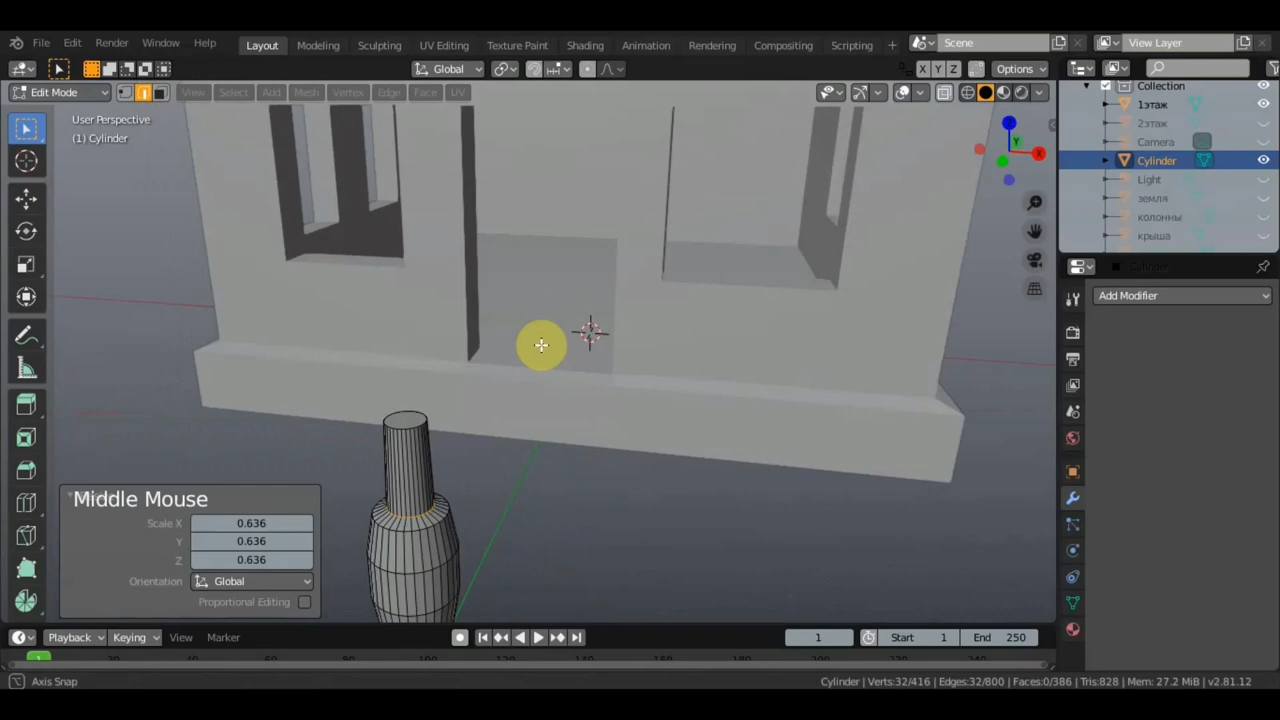 File Edit Render Window Help Layout Modeling Sculpting UV Editing Texture Paint Shading Animation Rendering Compositing Scripting + Scene View Layer
Global X Y Z Options
Edit Mode View Select Add Mesh Vertex Edge Face UV
User Perspective
(1) Cylinder
Z
Y
X
Collection
1этаж
2этаж
Camera
Cylinder
Light
земля
колонны
крыша
Add Modifier
Middle Mouse
Scale X 0.636
Y 0.636
Z 0.636
Orientation Global
Proportional Editing
Playback Keying View Marker 1 Start 1 End 250
1
Axis Snap Cylinder | Verts:32/416 | Edges:32/800 | Faces:0/386 | Tris:828 | Mem: 27.2 MiB | v2.81.12